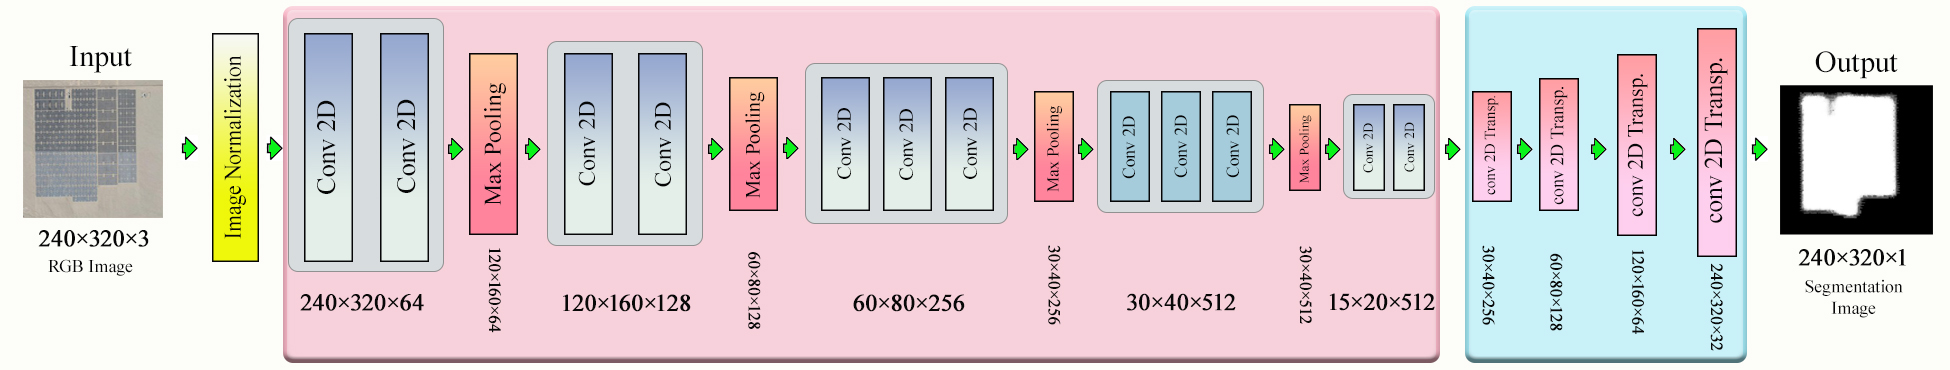 Input
240×320×3
RGB Image
Image Normalization
Conv 2D
Conv 2D
240×320×64
Max Pooling
120×160×64
Conv 2D
Conv 2D
120×160×128
Max Pooling
60×80×128
Conv 2D
Conv 2D
Conv 2D
60×80×256
Max Pooling
30×40×256
Conv 2D
Conv 2D
Conv 2D
30×40×512
Max Pooling
30×40×512
Conv 2D
Conv 2D
15×20×512
conv 2D Transp.
30×40×256
conv 2D Transp.
60×80×128
conv 2D Transp.
120×160×64
conv 2D Transp.
240×320×32
Output
240×320×1
Segmentation
Image